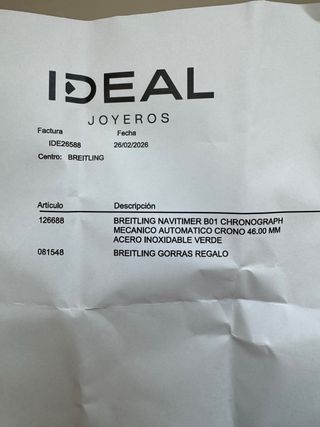 IDEAL
JOYEROS
Factura Fecha
IDE26588 26/02/2026
Centro: BREITLING
Artículo Descripción
126688 BREITLING NAVITIMER B01 CHRONOGRAPH
MECANICO AUTOMATICO CRONO 46.00 MM
ACERO INOXIDABLE VERDE
081548 BREITLING GORRAS REGALO